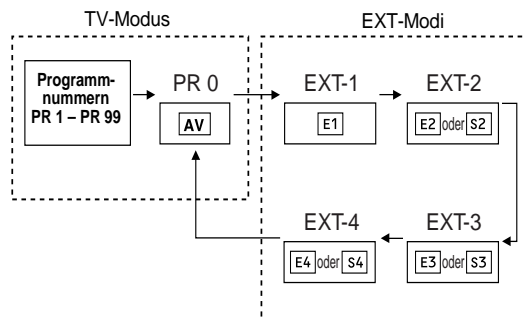 TV-Modus
EXT-Modi
Programm-
nummern
PR 1 – PR 99
PR 0
AV
EXT-1
E1
EXT-2
E2 oder S2
EXT-4
E4 oder S4
EXT-3
E3 oder S3